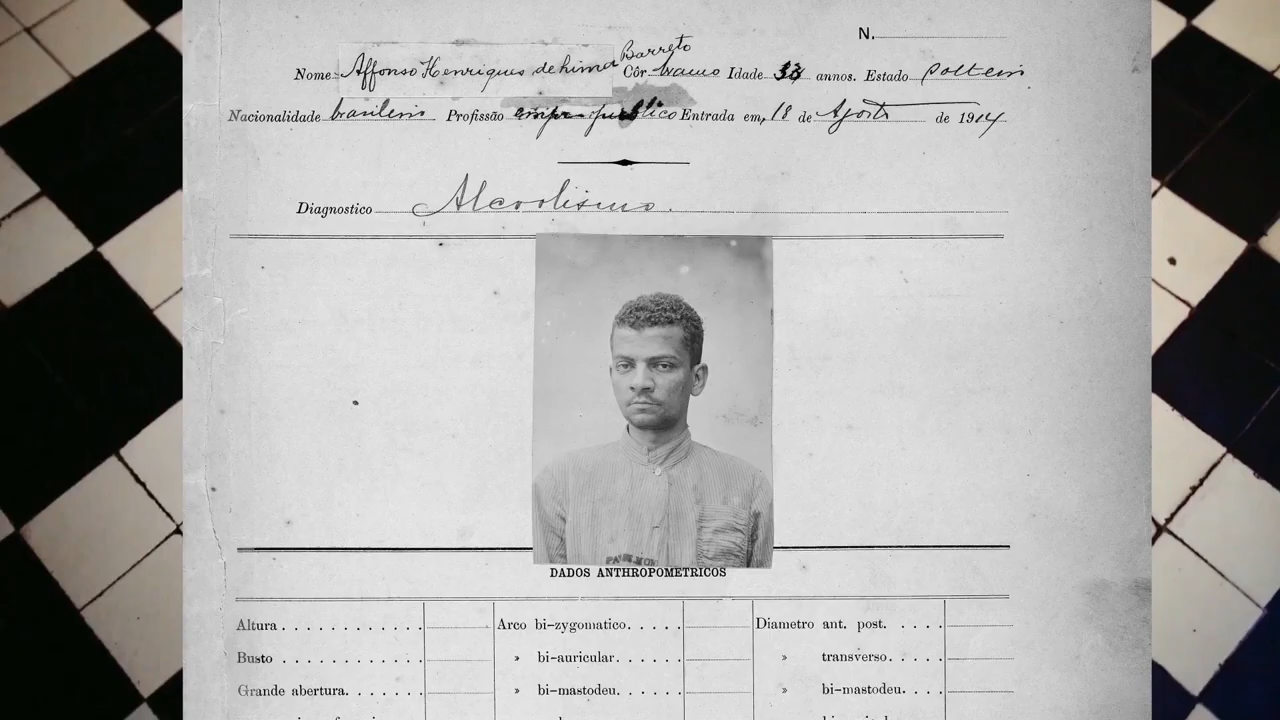 N.
Barreto
Nome Affonso Henriques de Lima Côr branco Idade 33 annos. Estado solteiro
Nacionalidade brasileiro Profissão empr. publico Entrada em, 18 de Agosto de 1914
Diagnostico Alcoolismo.
DADOS ANTHROPOMETRICOS
Altura Arco bi-zygomatico Diametro ant. post.
Busto » bi-auricular » transverso
Grande abertura » bi-mastodeu » bi-mastodeu